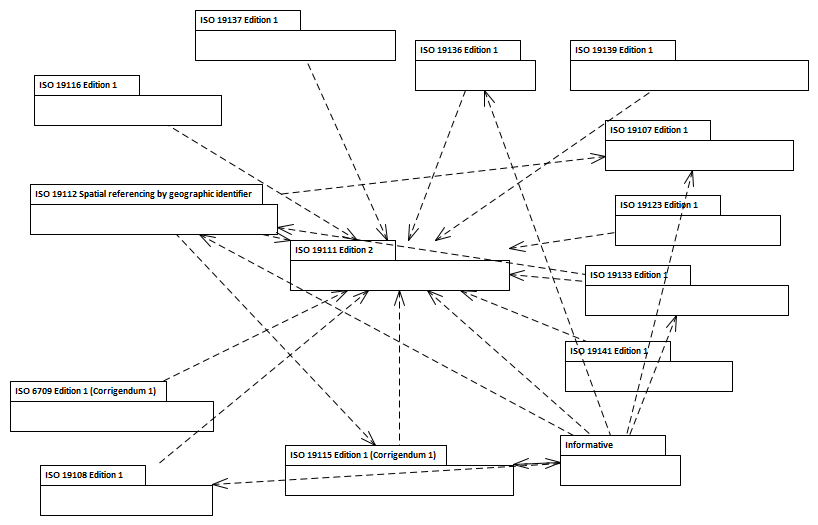 ISO 19137 Edition 1
ISO 19136 Edition 1
ISO 19139 Edition 1
ISO 19116 Edition 1
ISO 19107 Edition 1
ISO 19112 Spatial referencing by geographic identifier
ISO 19123 Edition 1
ISO 19111 Edition 2
ISO 19133 Edition 1
ISO 19141 Edition 1
ISO 6709 Edition 1 (Corrigendum 1)
Informative
ISO 19115 Edition 1 (Corrigendum 1)
ISO 19108 Edition 1